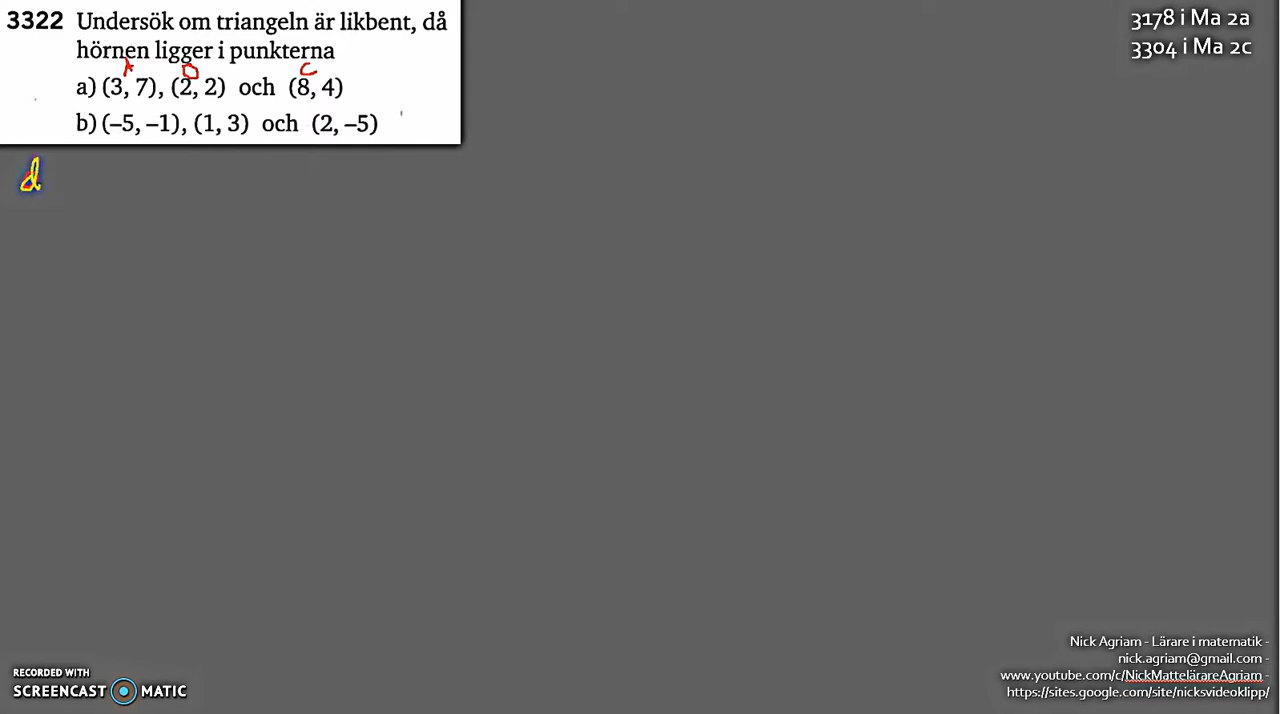 3322 Undersök om triangeln är likbent, då
hörnen ligger i punkterna
A B C
a) (3, 7), (2, 2) och (8, 4)
b) (–5, –1), (1, 3) och (2, –5)
d
3178 i Ma 2a
3304 i Ma 2c
Nick Agriam - Lärare i matematik -
nick.agriam@gmail.com -
www.youtube.com/c/NickMattelärareAgriam -
https://sites.google.com/site/nicksvideoklipp/
RECORDED WITH
SCREENCAST MATIC